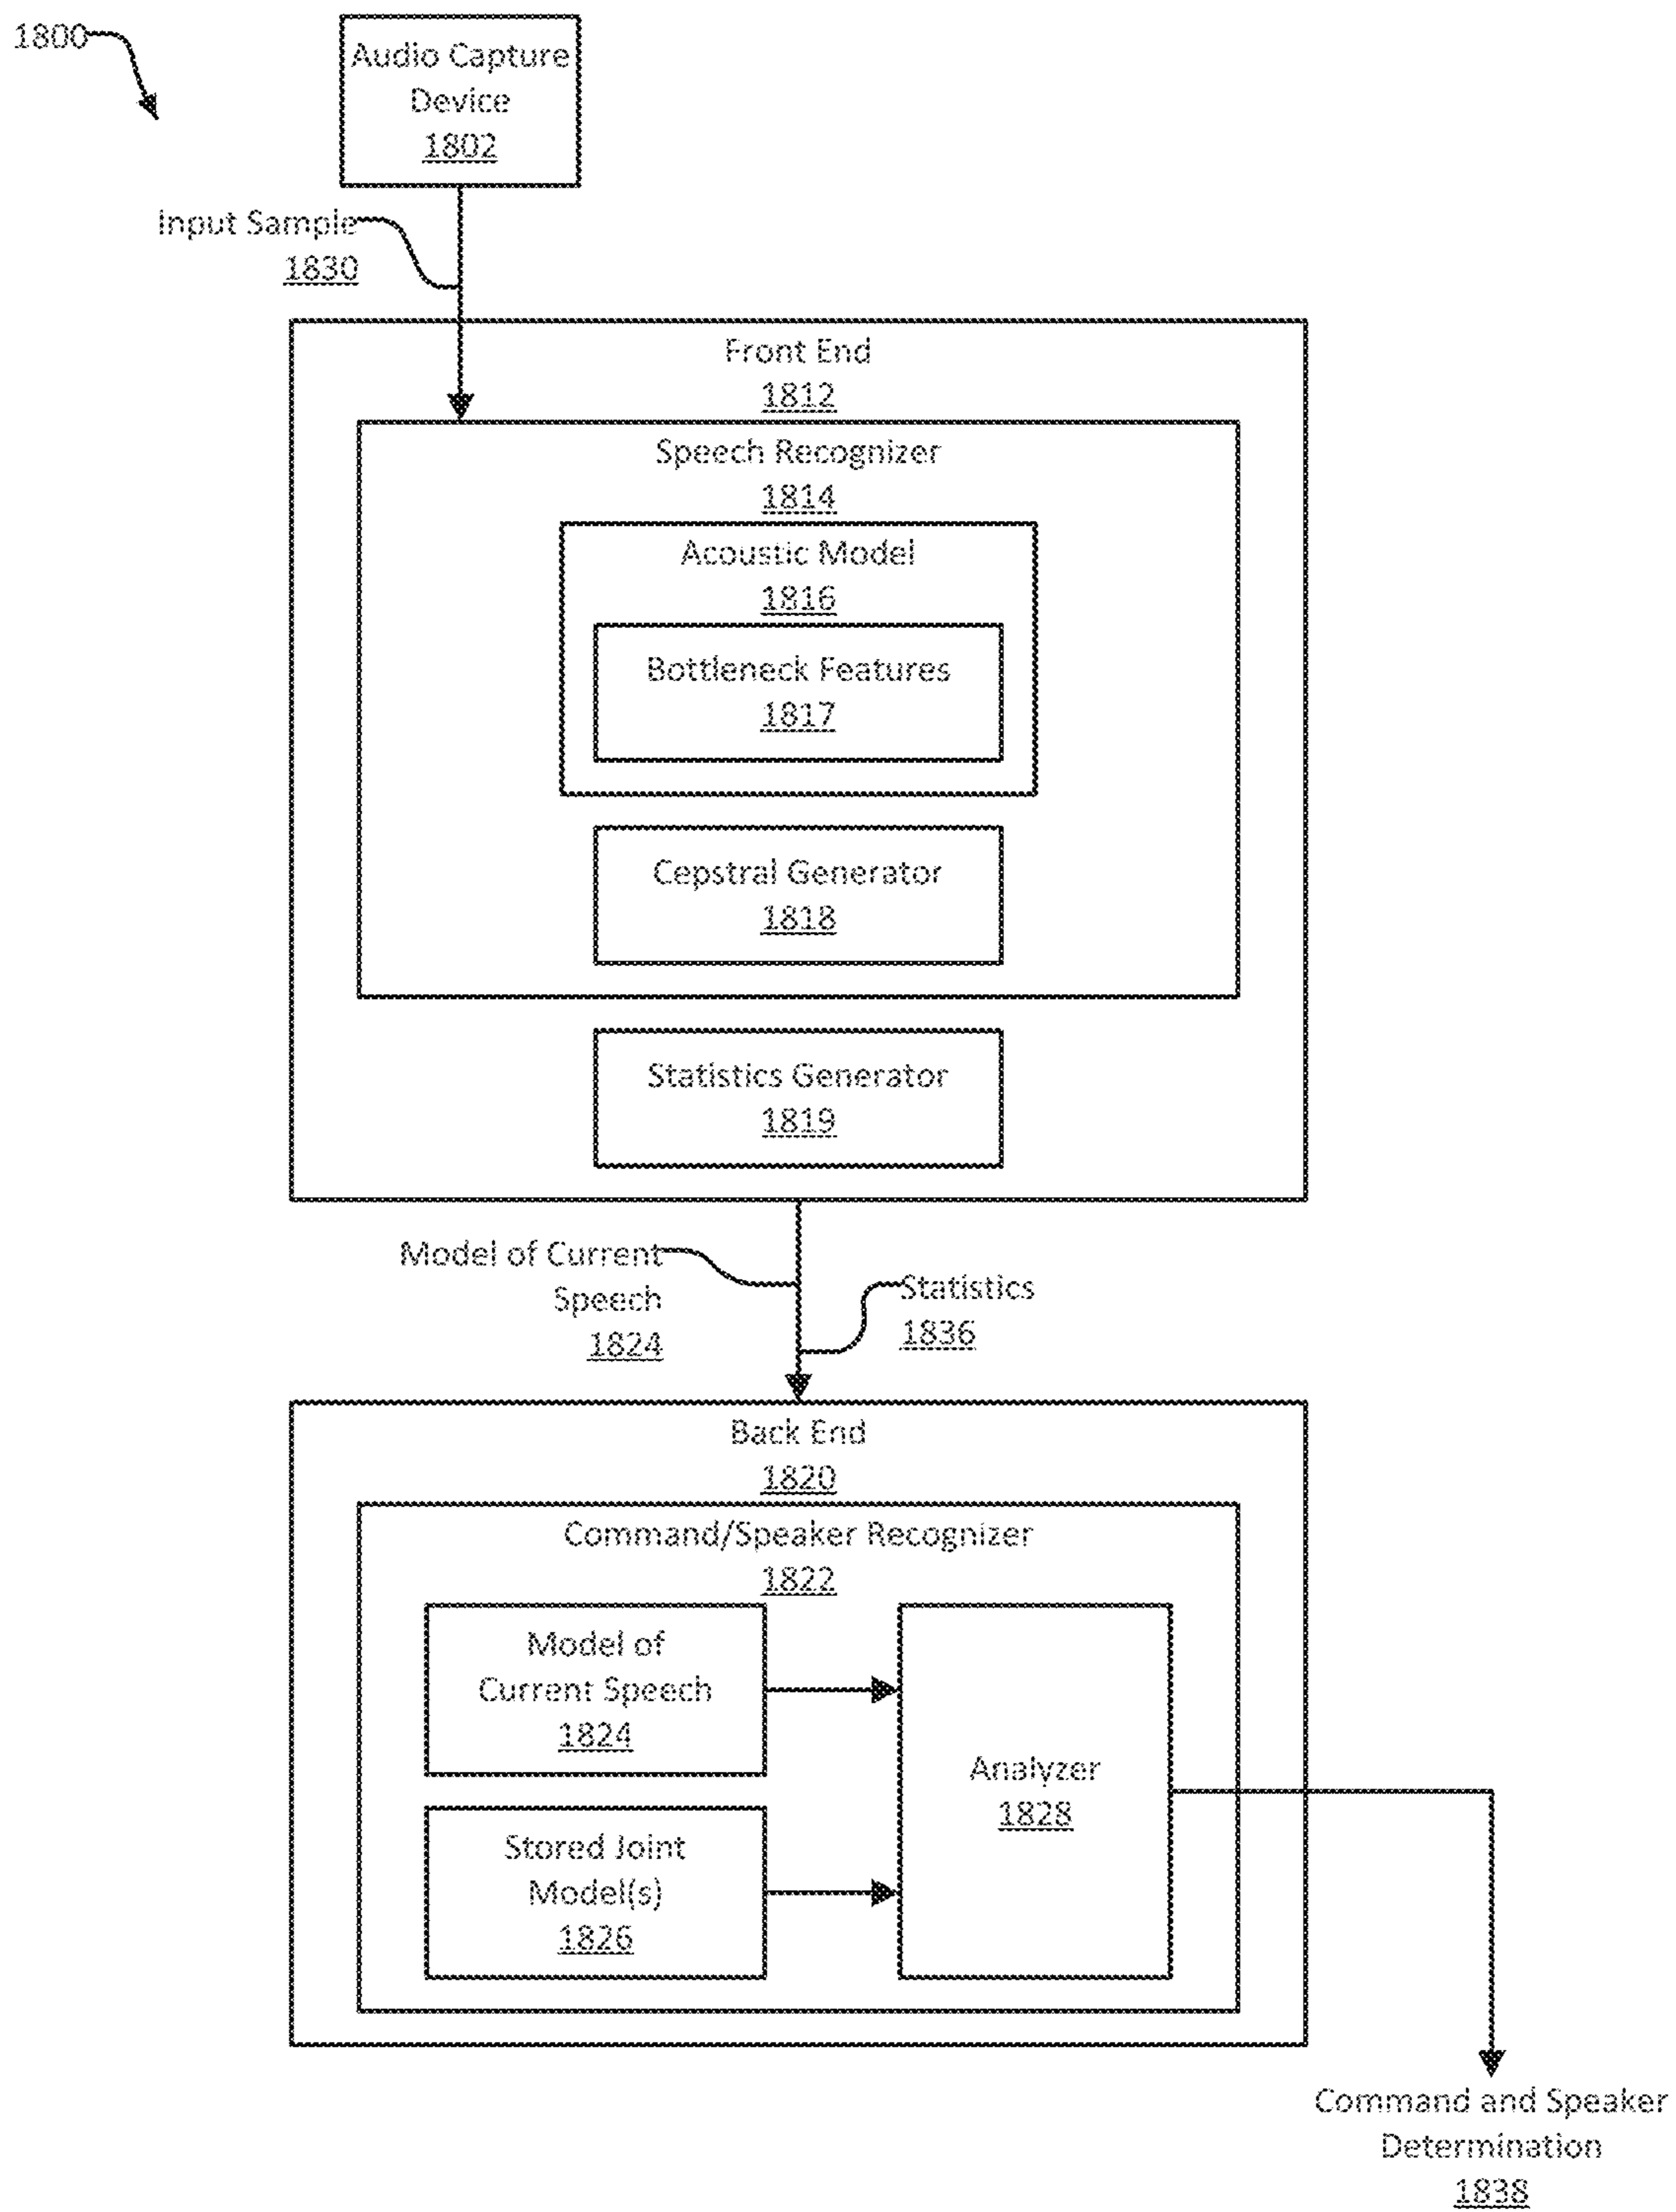 1800
Audio Capture
Device
1802
Input Sample
1830
Front End
1812
Speech Recognizer
1814
Acoustic Model
1816
Bottleneck Features
1817
Cepstral Generator
1818
Statistics Generator
1819
Model of Current
Speech
1824
Statistics
1836
Back End
1820
Command/Speaker Recognizer
1822
Model of
Current Speech
1824
Stored Joint
Model(s)
1826
Analyzer
1828
Command and Speaker
Determination
1838